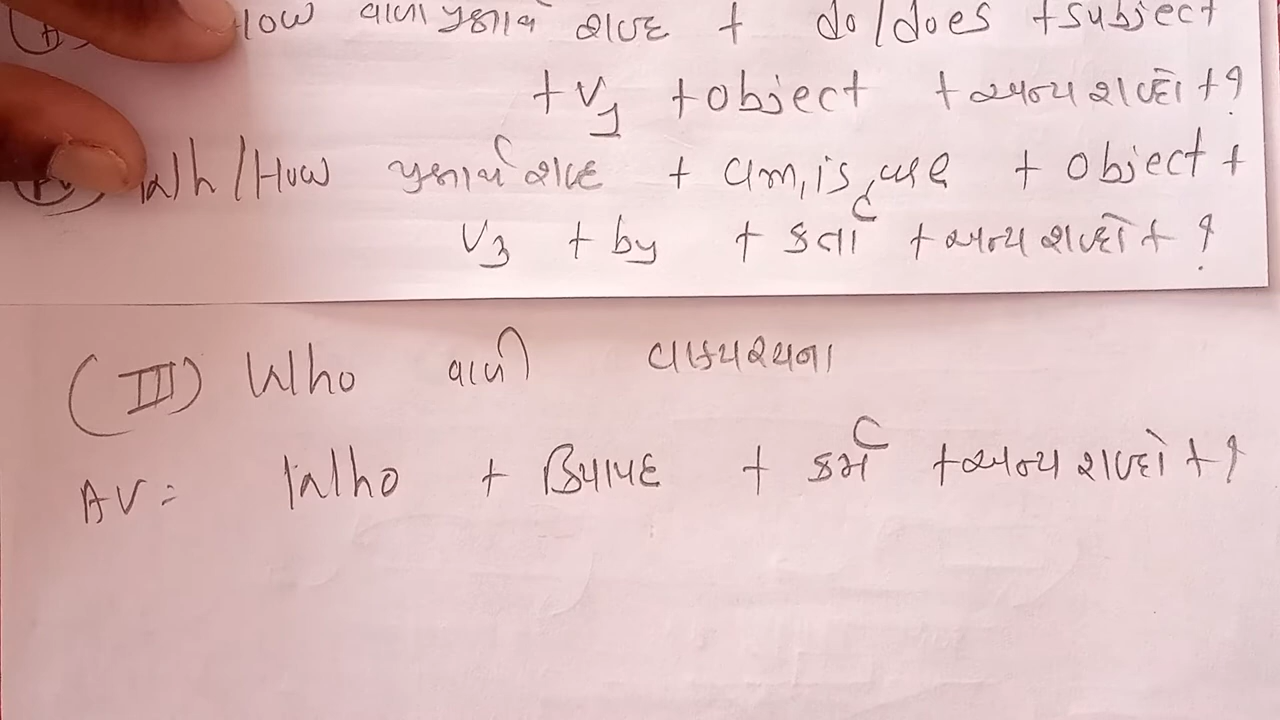 How વાળા પ્રશ્નાર્થ શબ્દ + do/does + subject
+ V1 + object + અન્ય શબ્દો + ?
Wh/How પ્રશ્નાર્થ શબ્દ + am, is, are + object +
V3 + by + કર્તા + અન્ય શબ્દો + ?
(III) Who વાળી વાક્યરચના
AV: Who + ક્રિયાપદ + કર્મ + અન્ય શબ્દો + ?